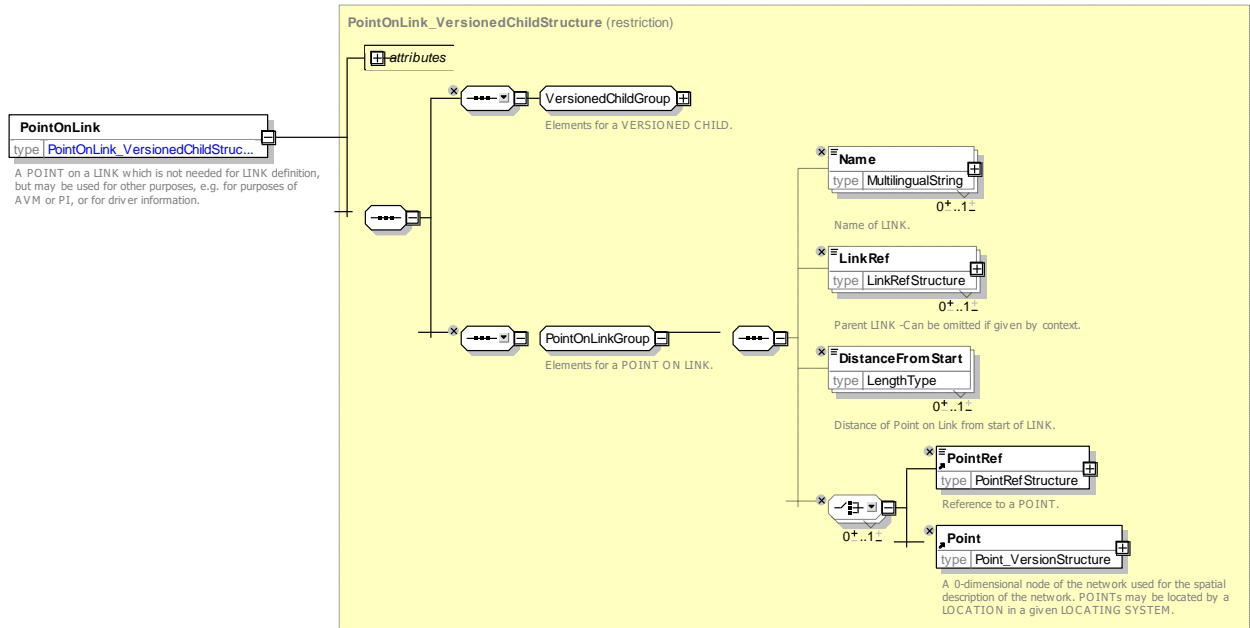 PointOnLink_VersionedChildStructure (restriction)
attributes
VersionedChildGroup
Elements for a VERSIONED CHILD.
PointOnLink
type PointOnLink_VersionedChildStruc...
A POINT on a LINK which is not needed for LINK definition,
but may be used for other purposes, e.g. for purposes of
AVM or PI, or for driver information.
Name
type MultilingualString
0..1
Name of LINK.
LinkRef
type LinkRefStructure
0..1
Parent LINK -Can be omitted if given by context.
PointOnLinkGroup
Elements for a POINT ON LINK.
DistanceFromStart
type LengthType
0..1
Distance of Point on Link from start of LINK.
PointRef
type PointRefStructure
Reference to a POINT.
0..1
Point
type Point_VersionStructure
A 0-dimensional node of the network used for the spatial
description of the network. POINTs may be located by a
LOCATION in a given LOCATING SYSTEM.